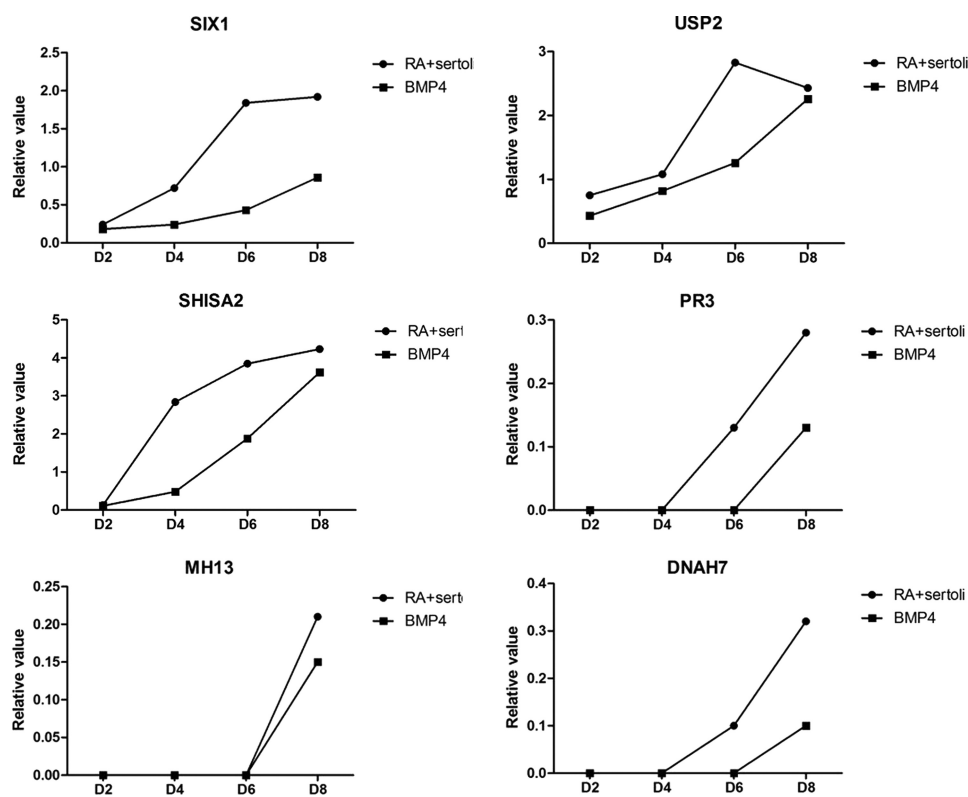 SIX1
2.5
2.0
1.5
1.0
0.5
0.0
Relative value
D2 D4 D6 D8
RA+sertoli
BMP4
USP2
3
2
1
0
Relative value
D2 D4 D6 D8
RA+sertoli
BMP4
SHISA2
5
4
3
2
1
0
Relative value
D2 D4 D6 D8
RA+sert
BMP4
PR3
0.3
0.2
0.1
0.0
Relative value
D2 D4 D6 D8
RA+sertoli
BMP4
MH13
0.25
0.20
0.15
0.10
0.05
0.00
Relative value
D2 D4 D6 D8
RA+sert
BMP4
DNAH7
0.4
0.3
0.2
0.1
0.0
Relative value
D2 D4 D6 D8
RA+sertoli
BMP4